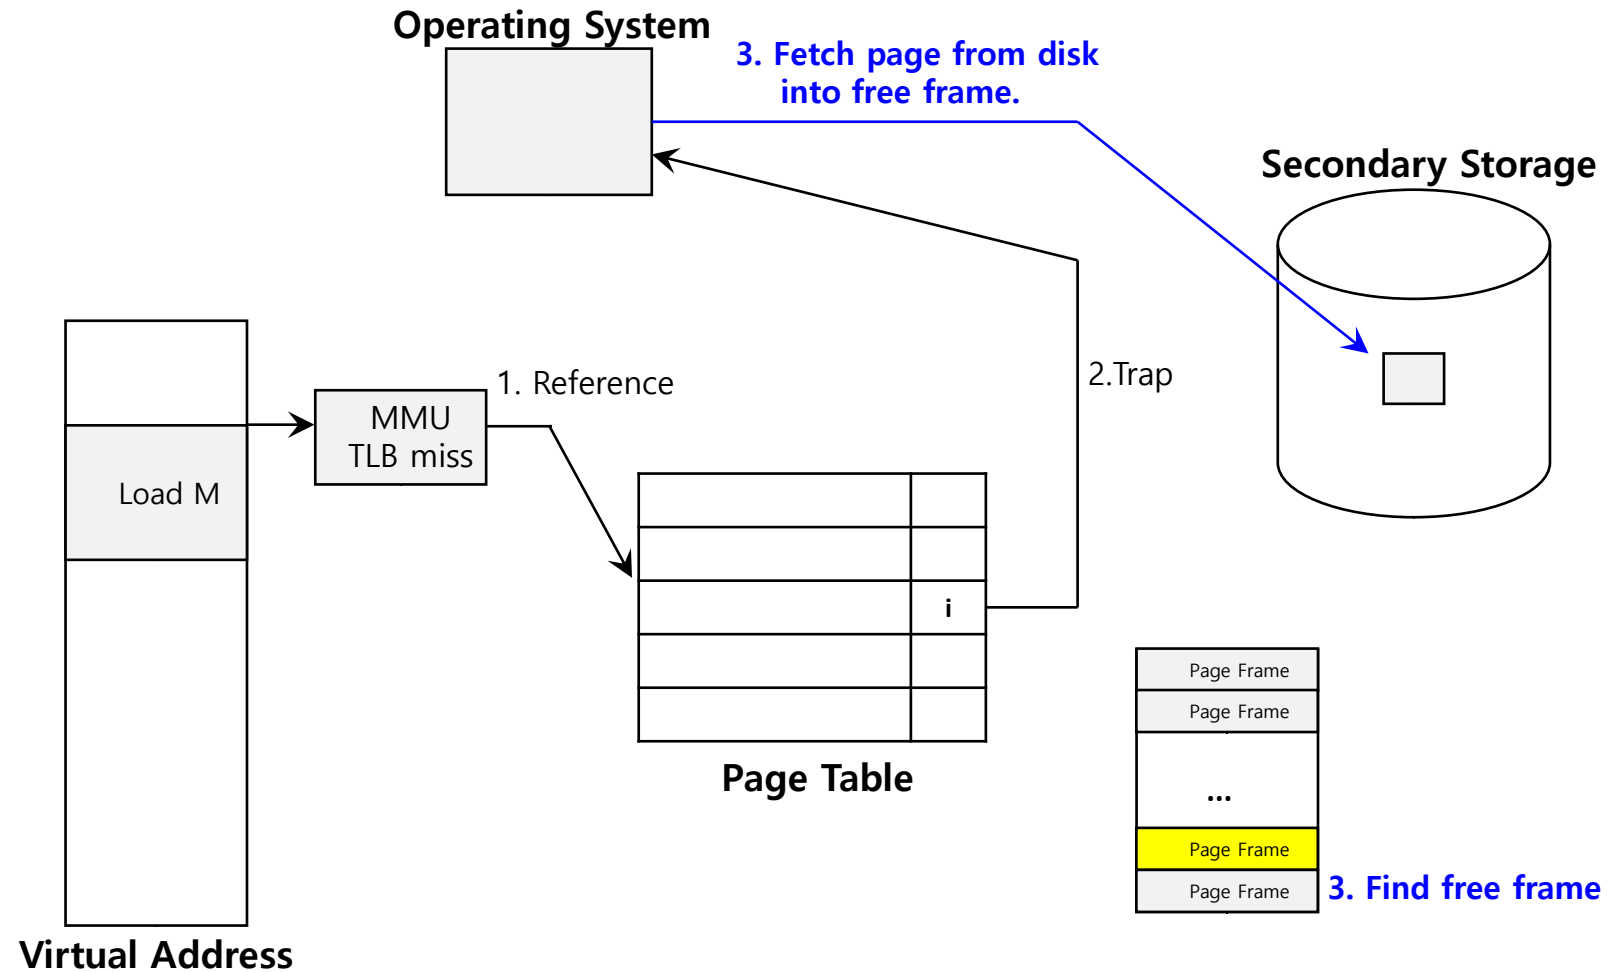 Operating System
3. Fetch page from disk
into free frame.
Secondary Storage
1. Reference
2.Trap
MMU
TLB miss
Load M
i
Page Table
Page Frame
Page Frame
...
Page Frame
Page Frame
3. Find free frame
Virtual Address